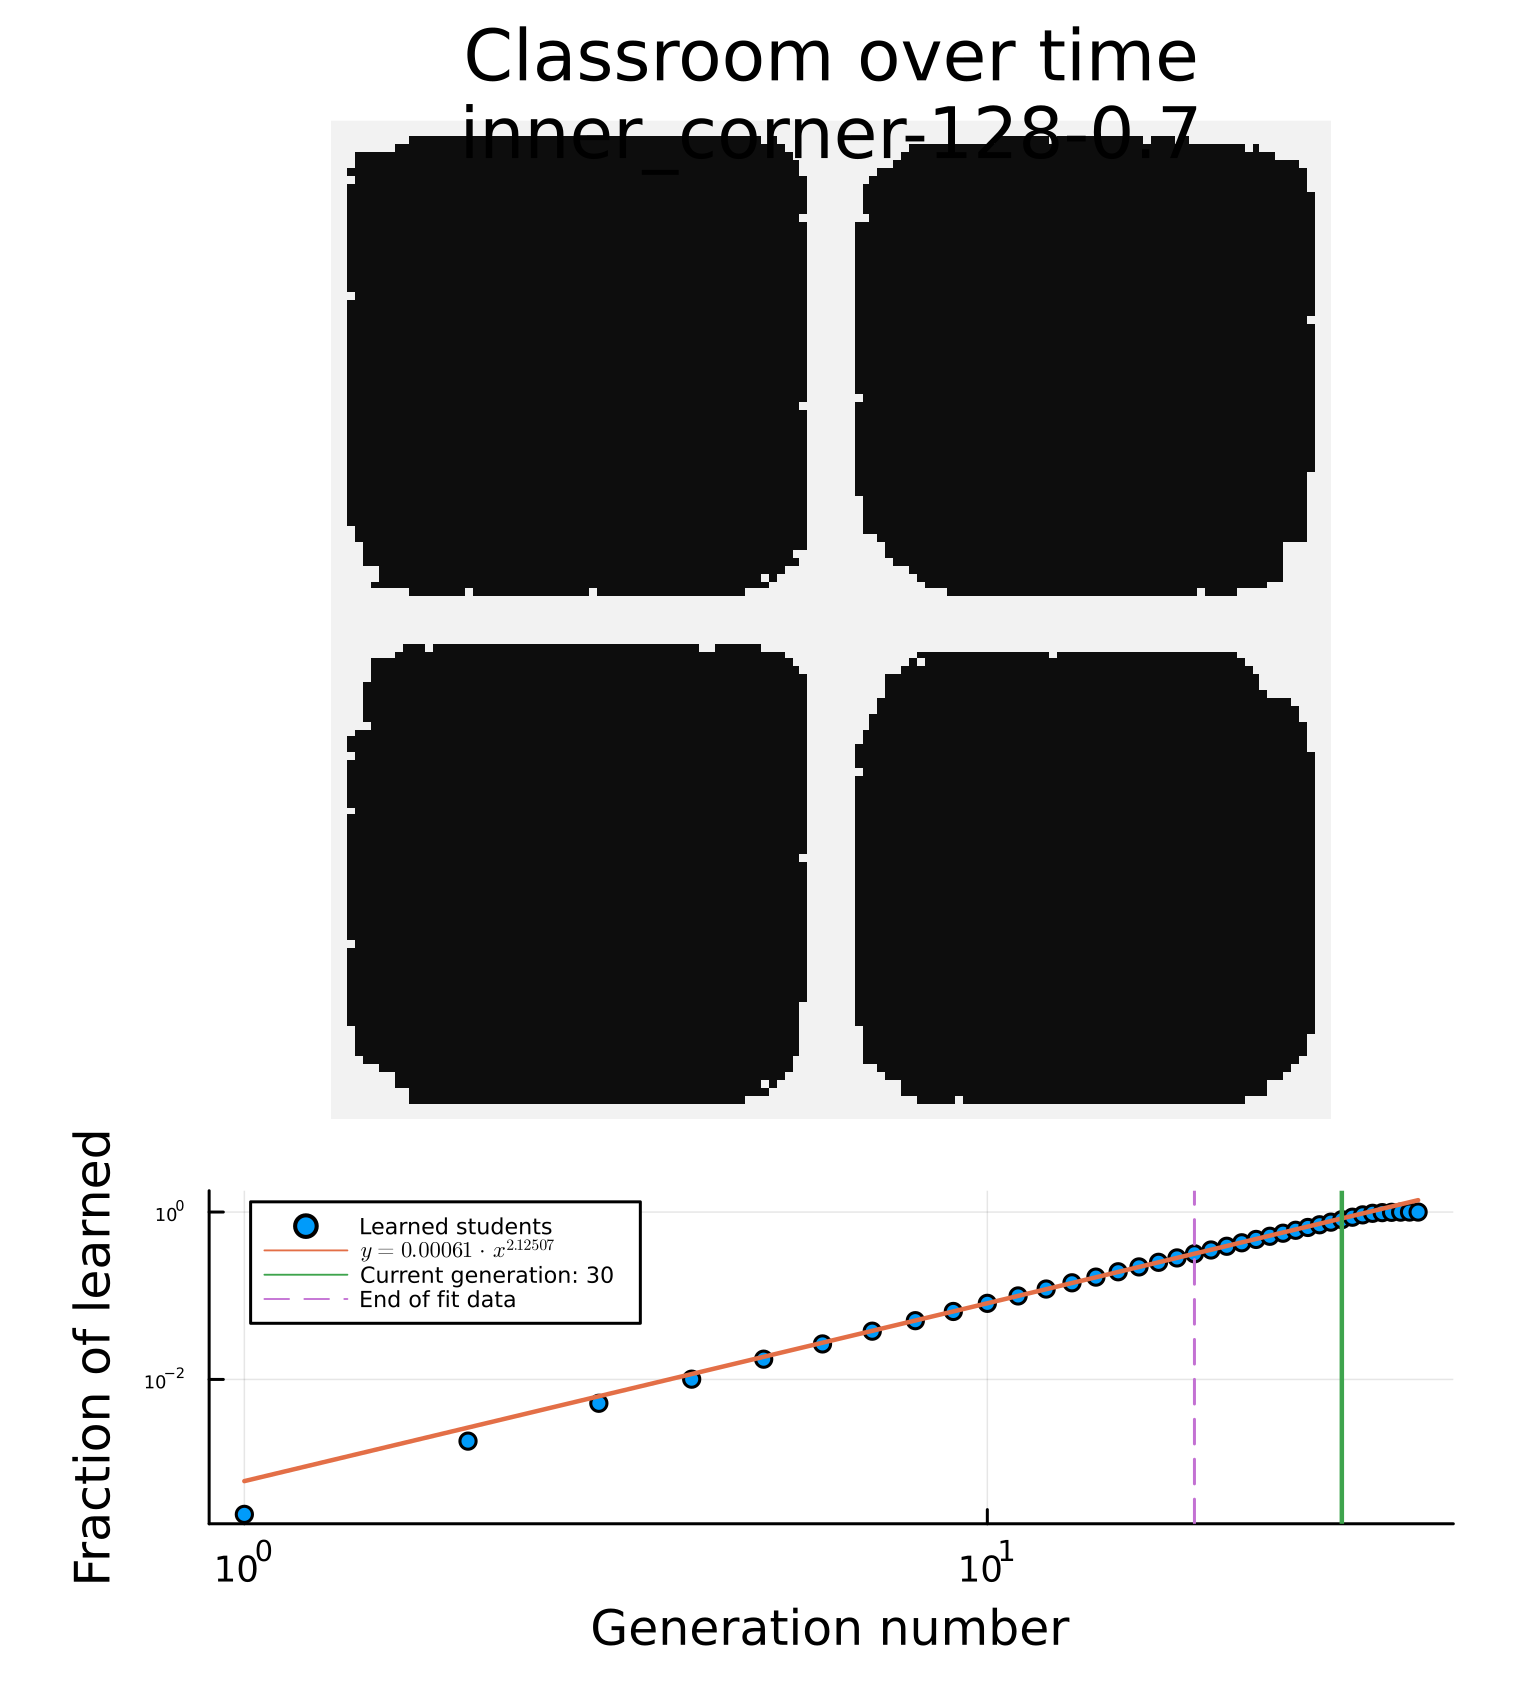 Classroom over time
inner_corner-128-0.7
Fraction of learned
10^0
10^−2
Learned students
y = 0.00061 · x^2.12507
Current generation: 30
End of fit data
10^0
10^1
Generation number